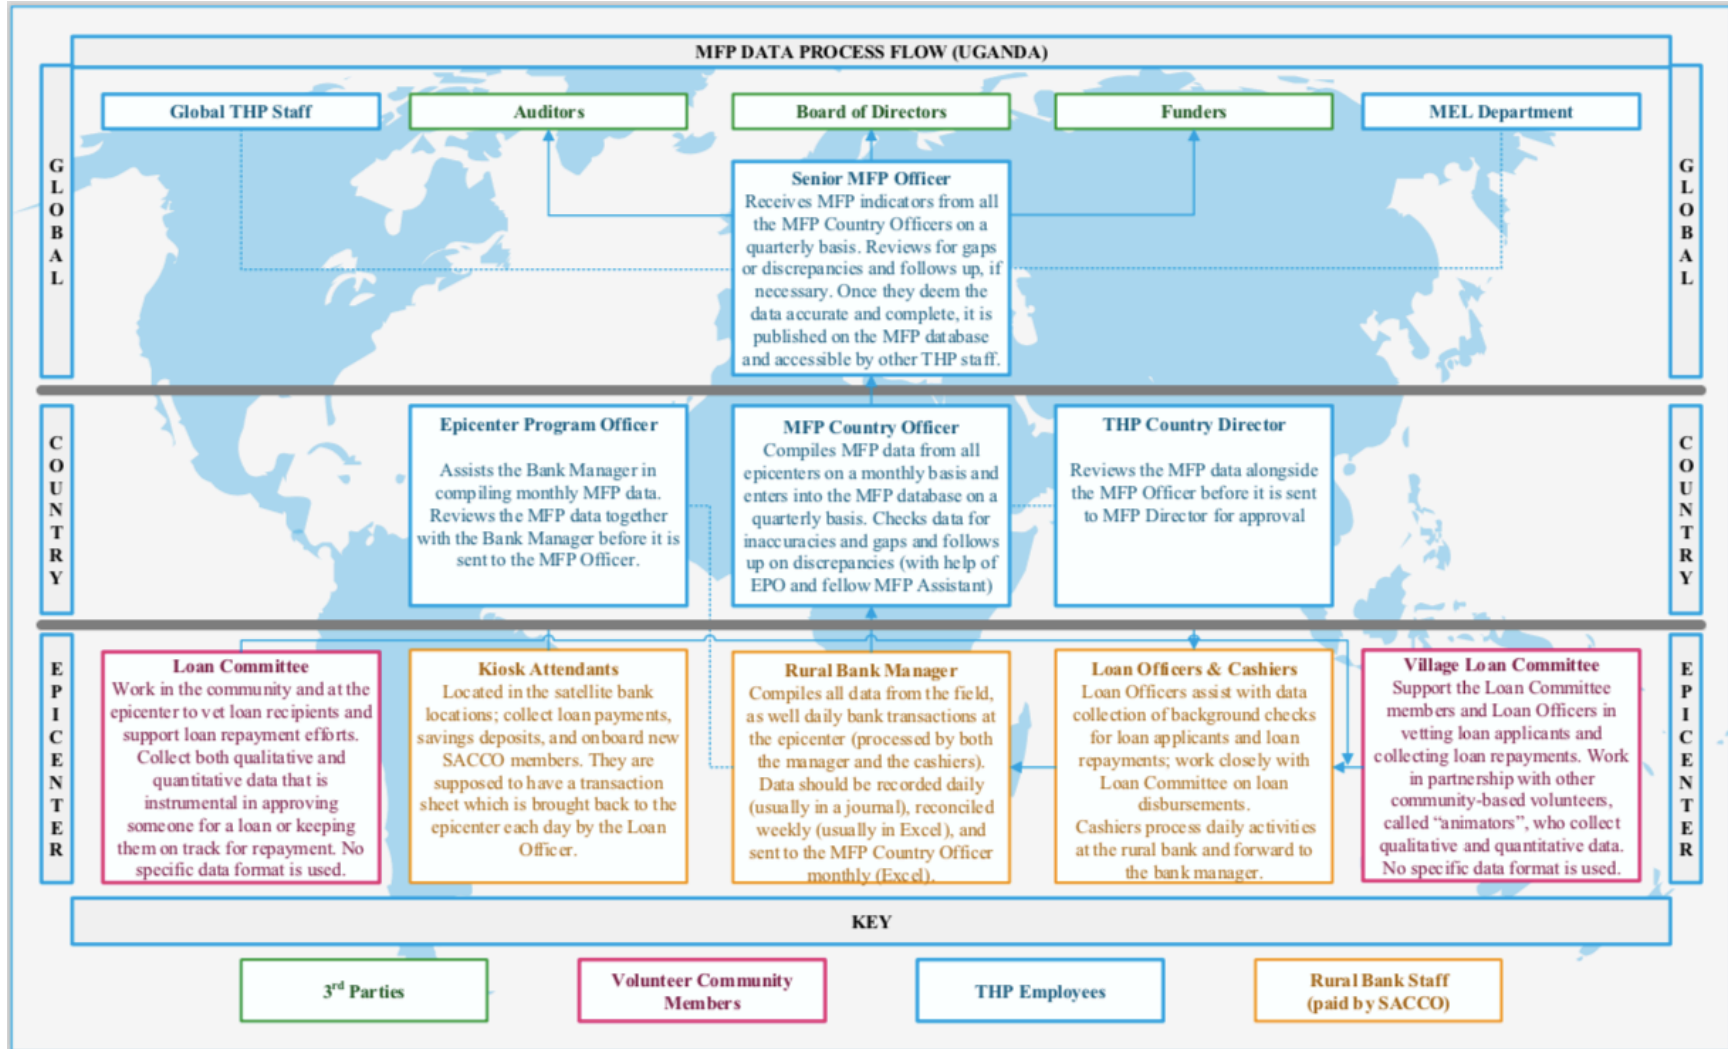 MFP DATA PROCESS FLOW (UGANDA)
GLOBAL
Global THP Staff
Auditors
Board of Directors
Funders
MEL Department
GLOBAL
Senior MFP Officer
Receives MFP indicators from all
the MFP Country Officers on a
quarterly basis. Reviews for gaps
or discrepancies and follows up, if
necessary. Once they deem the
data accurate and complete, it is
published on the MFP database
and accessible by other THP staff.
COUNTRY
Epicenter Program Officer
Assists the Bank Manager in
compiling monthly MFP data.
Reviews the MFP data together
with the Bank Manager before it is
sent to the MFP Officer.
MFP Country Officer
Compiles MFP data from all
epicenters on a monthly basis and
enters into the MFP database on a
quarterly basis. Checks data for
inaccuracies and gaps and follows
up on discrepancies (with help of
EPO and fellow MFP Assistant)
THP Country Director
Reviews the MFP data alongside
the MFP Officer before it is sent
to MFP Director for approval
COUNTRY
EPICENTER
Loan Committee
Work in the community and at the
epicenter to vet loan recipients and
support loan repayment efforts.
Collect both qualitative and
quantitative data that is
instrumental in approving
someone for a loan or keeping
them on track for repayment. No
specific data format is used.
Kiosk Attendants
Located in the satellite bank
locations; collect loan payments,
savings deposits, and onboard new
SACCO members. They are
supposed to have a transaction
sheet which is brought back to the
epicenter each day by the Loan
Officer.
Rural Bank Manager
Compiles all data from the field,
as well daily bank transactions at
the epicenter (processed by both
the manager and the cashiers).
Data should be recorded daily
(usually in a journal), reconciled
weekly (usually in Excel), and
sent to the MFP Country Officer
monthly (Excel).
Loan Officers & Cashiers
Loan Officers assist with data
collection of background checks
for loan applicants and loan
repayments; work closely with
Loan Committee on loan
disbursements.
Cashiers process daily activities
at the rural bank and forward to
the bank manager.
Village Loan Committee
Support the Loan Committee
members and Loan Officers in
vetting loan applicants and
collecting loan repayments. Work
in partnership with other
community-based volunteers,
called “animators”, who collect
qualitative and quantitative data.
No specific data format is used.
EPICENTER
KEY
3rd Parties
Volunteer Community
Members
THP Employees
Rural Bank Staff
(paid by SACCO)